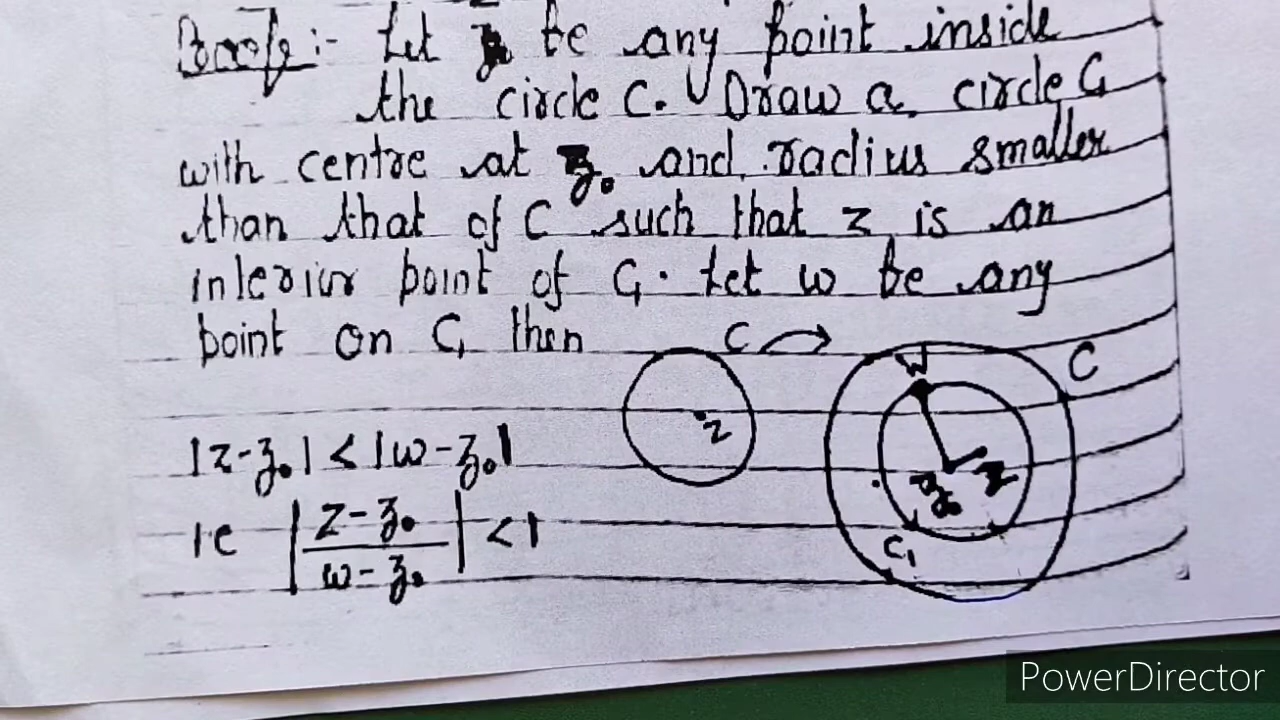 Proof:- Let z be any point inside
the circle C. Draw a circle C₁
with centre at z₀ and radius smaller
than that of C such that z is an
interior point of C₁. Let w be any
point on C₁ then
C
W
C
z
|z-z₀| < |w-z₀|
z₀
z
ie |z-z₀ / w-z₀| < 1
C₁
PowerDirector